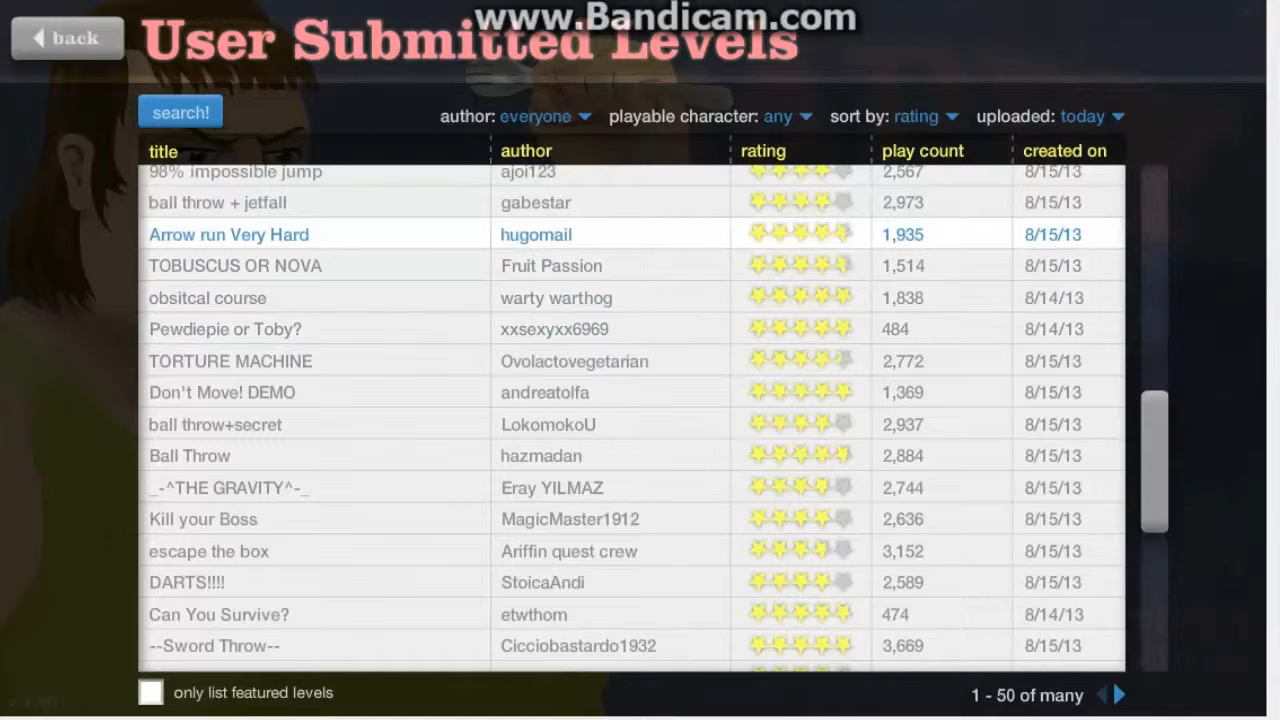 www.Bandicam.com
back
User Submitted Levels
search!
author: everyone playable character: any sort by: rating uploaded: today
title author rating play count created on
98% impossible jump ajoi123 2,567 8/15/13
ball throw + jetfall gabestar 2,973 8/15/13
Arrow run Very Hard hugomail 1,935 8/15/13
TOBUSCUS OR NOVA Fruit Passion 1,514 8/15/13
obsitcal course warty warthog 1,838 8/14/13
Pewdiepie or Toby? xxsexyxx6969 484 8/14/13
TORTURE MACHINE Ovolactovegetarian 2,772 8/15/13
Don't Move! DEMO andreatolfa 1,369 8/15/13
ball throw+secret LokomokoU 2,937 8/15/13
Ball Throw hazmadan 2,884 8/15/13
_-^THE GRAVITY^-_ Eray YILMAZ 2,744 8/15/13
Kill your Boss MagicMaster1912 2,636 8/15/13
escape the box Ariffin quest crew 3,152 8/15/13
DARTS!!!! StoicaAndi 2,589 8/15/13
Can You Survive? etwthom 474 8/14/13
--Sword Throw-- Cicciobastardo1932 3,669 8/15/13
only list featured levels 1 - 50 of many